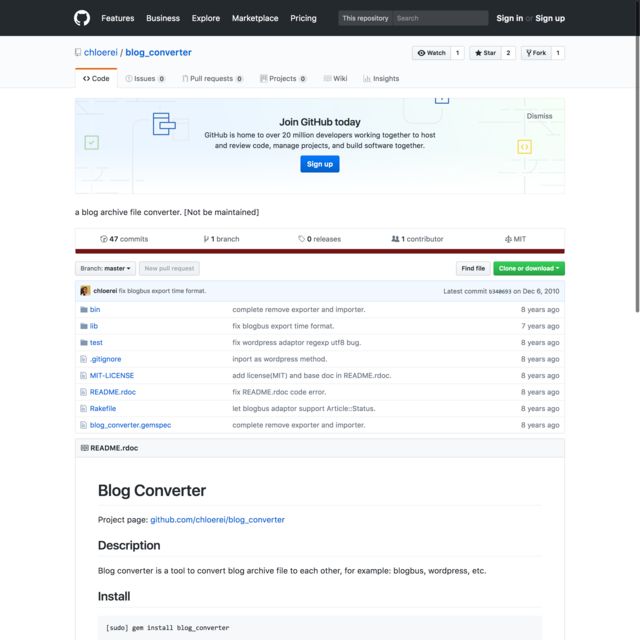 Features Business Explore Marketplace Pricing This repository Search Sign in or Sign up
chloerei / blog_converter Watch 1 Star 2 Fork 1
Code Issues 0 Pull requests 0 Projects 0 Wiki Insights
Dismiss
Join GitHub today
GitHub is home to over 20 million developers working together to host
and review code, manage projects, and build software together.
Sign up
a blog archive file converter. [Not be maintained]
47 commits 1 branch 0 releases 1 contributor MIT
Branch: master New pull request Find file Clone or download
chloerei fix blogbus export time format. Latest commit on Dec 6, 2010
bin complete remove exporter and importer. 8 years ago
lib fix blogbus export time format. 7 years ago
test fix wordpress adaptor regexp utf8 bug. 8 years ago
.gitignore inport as wordpress method. 8 years ago
MIT-LICENSE add license(MIT) and base doc in README.rdoc. 8 years ago
README.rdoc fix README.rdoc code error. 8 years ago
Rakefile let blogbus adaptor support Article::Status. 8 years ago
blog_converter.gemspec complete remove exporter and importer. 8 years ago
README.rdoc
Blog Converter
Project page: github.com/chloerei/blog_converter
Description
Blog converter is a tool to convert blog archive file to each other, for example: blogbus, wordpress, etc.
Install
[sudo] gem install blog_converter